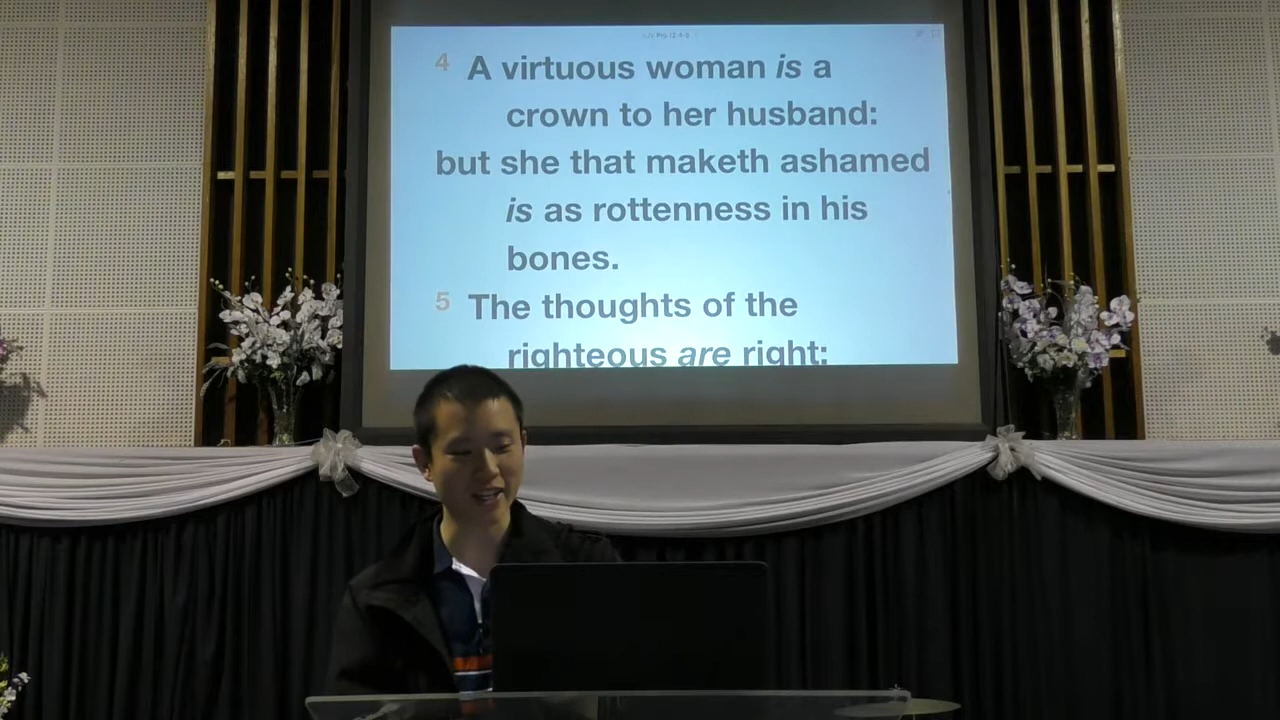 4 A virtuous woman is a
crown to her husband:
but she that maketh ashamed
is as rottenness in his
bones.
5 The thoughts of the
righteous are right: